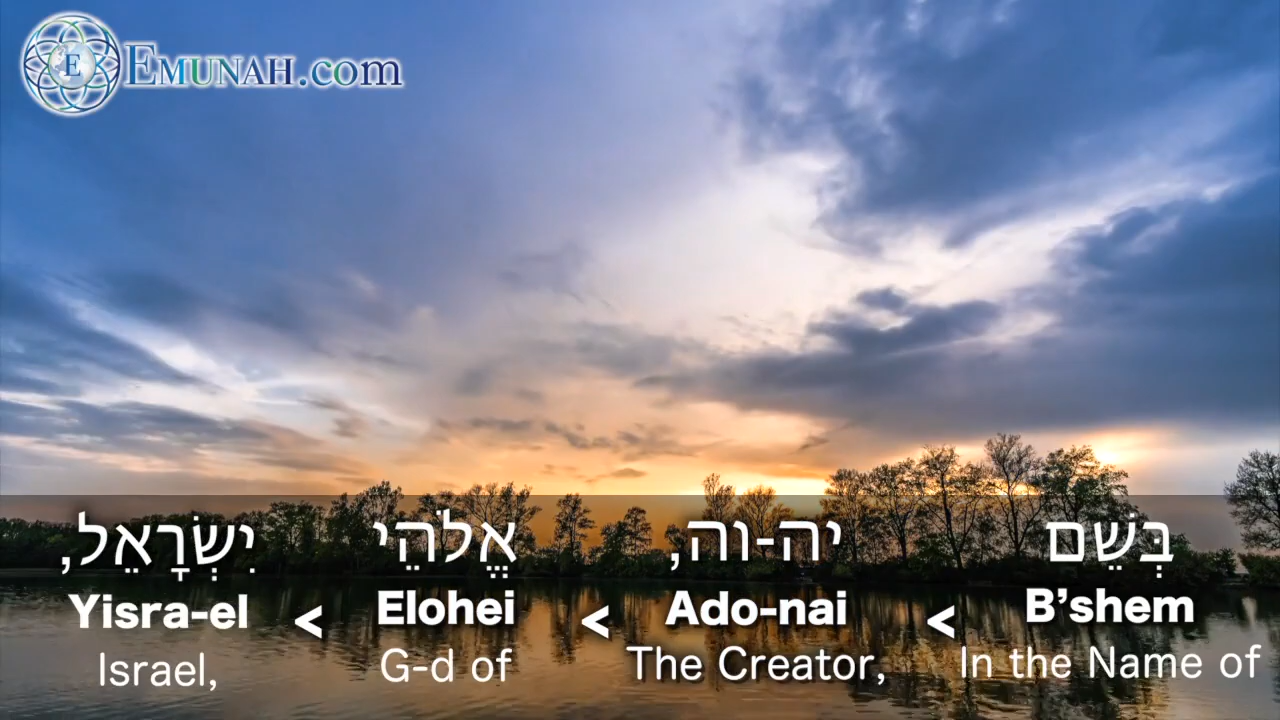 EMUNAH.com
בְּשֵׁם יה-וה, אֱלֹהֵי יִשְׂרָאֵל,
Yisra-el < Elohei < Ado-nai < B’shem
Israel, G-d of The Creator, In the Name of